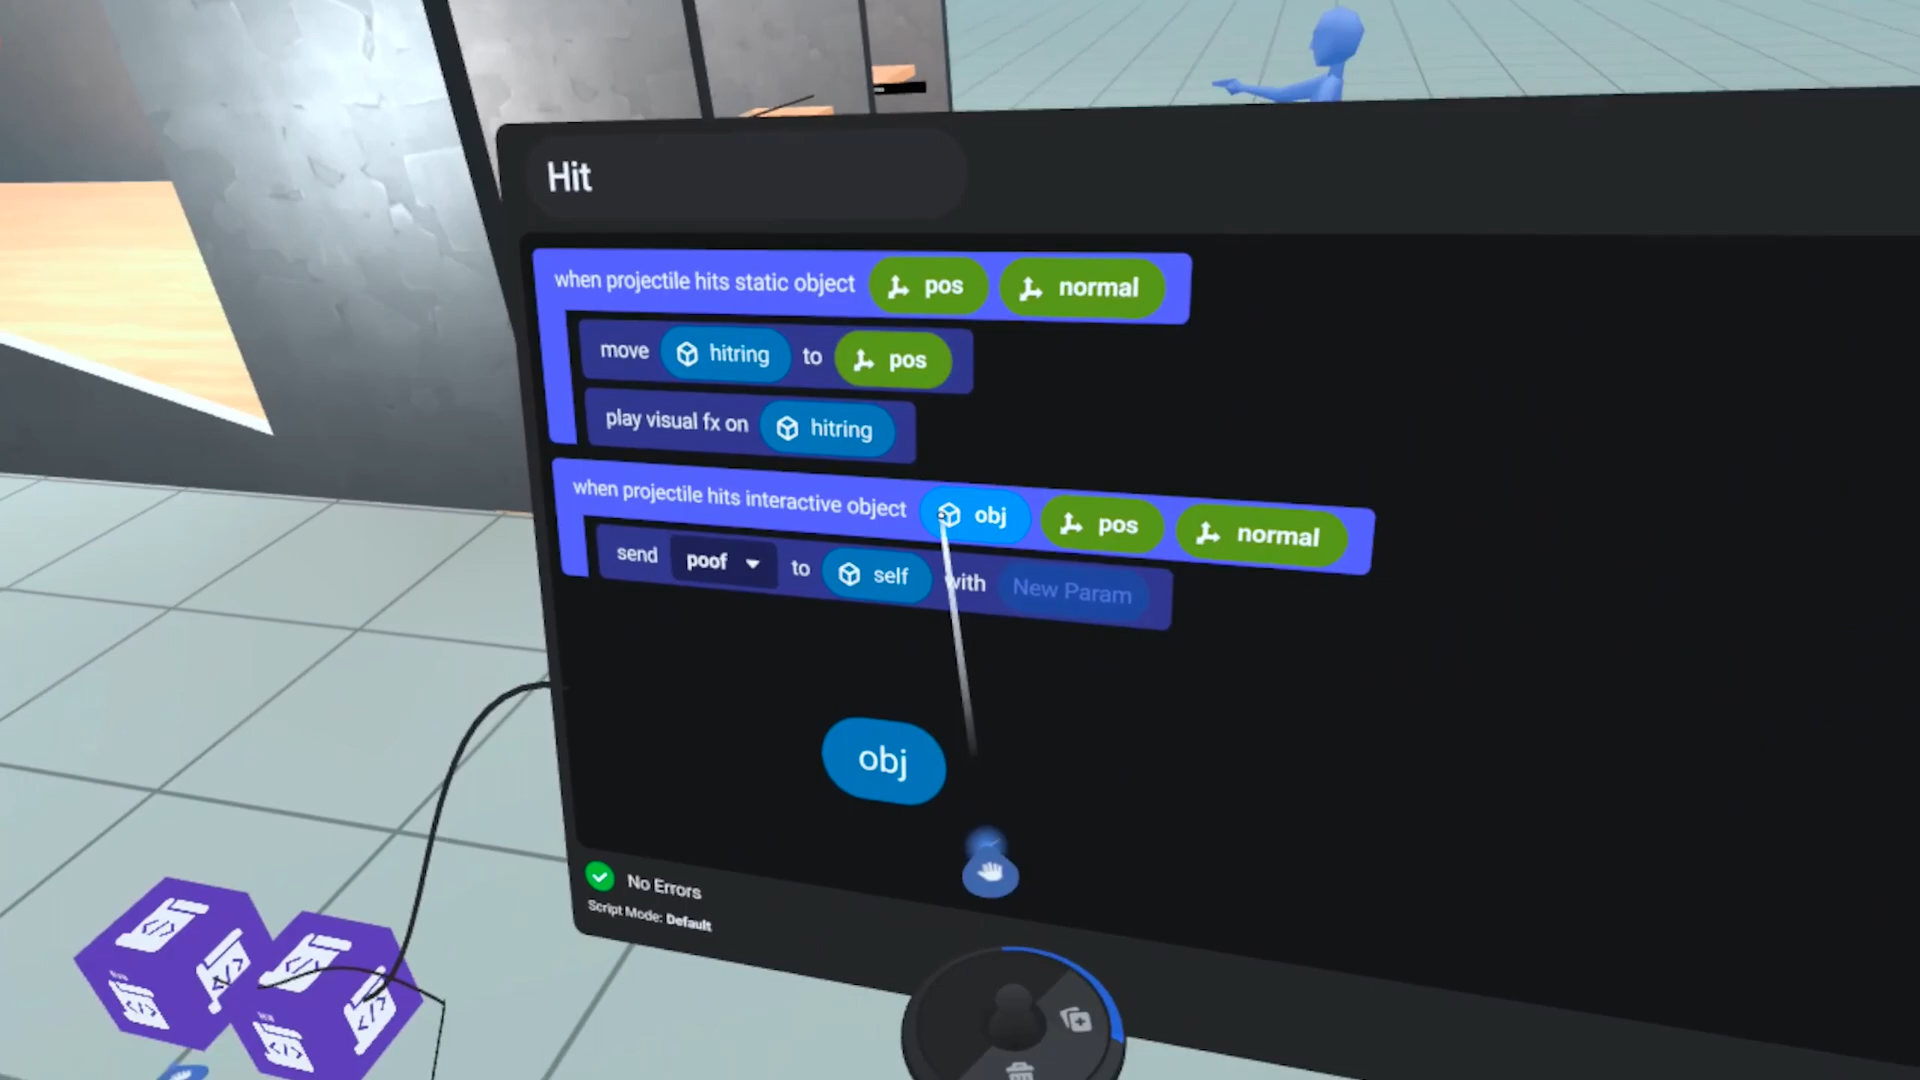 Hit
when projectile hits static object pos normal
move hitring to pos
play visual fx on hitring
when projectile hits interactive object obj pos normal
send poof to self with New Param
obj
No Errors
Script Mode: Default